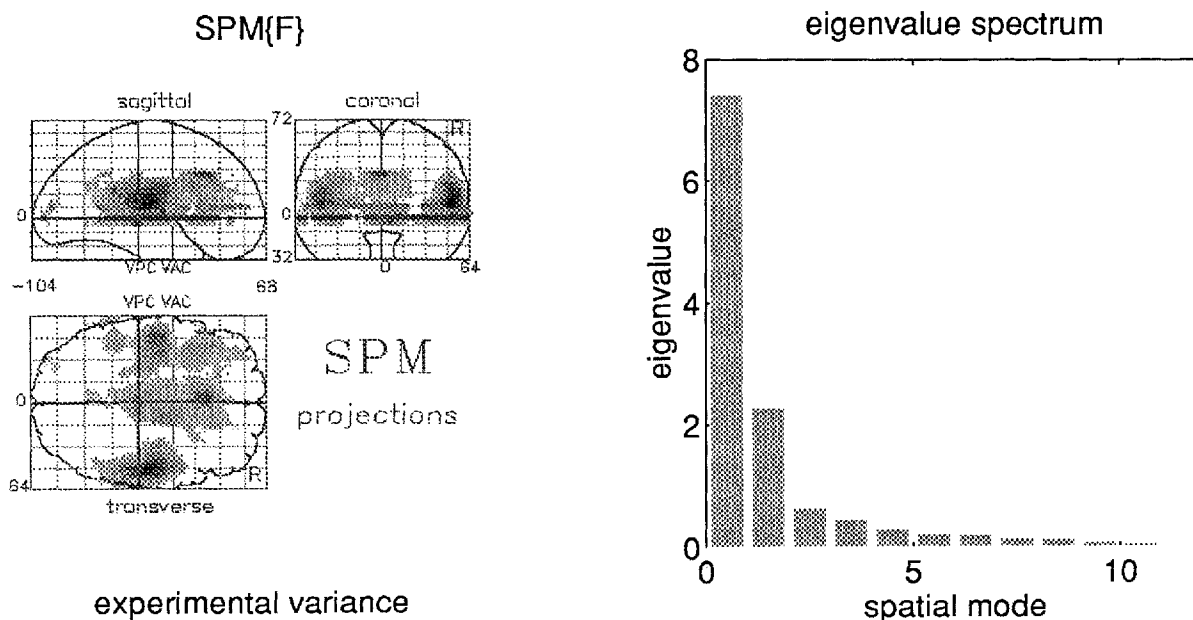 SPM{F}
sagittal
coronal
72
R
0
0
32
VPC VAC
0
64
-104
68
VPC VAC
0
SPM
projections
R
64
transverse
experimental variance
eigenvalue spectrum
8
6
4
2
0
eigenvalue
0
5
10
spatial mode